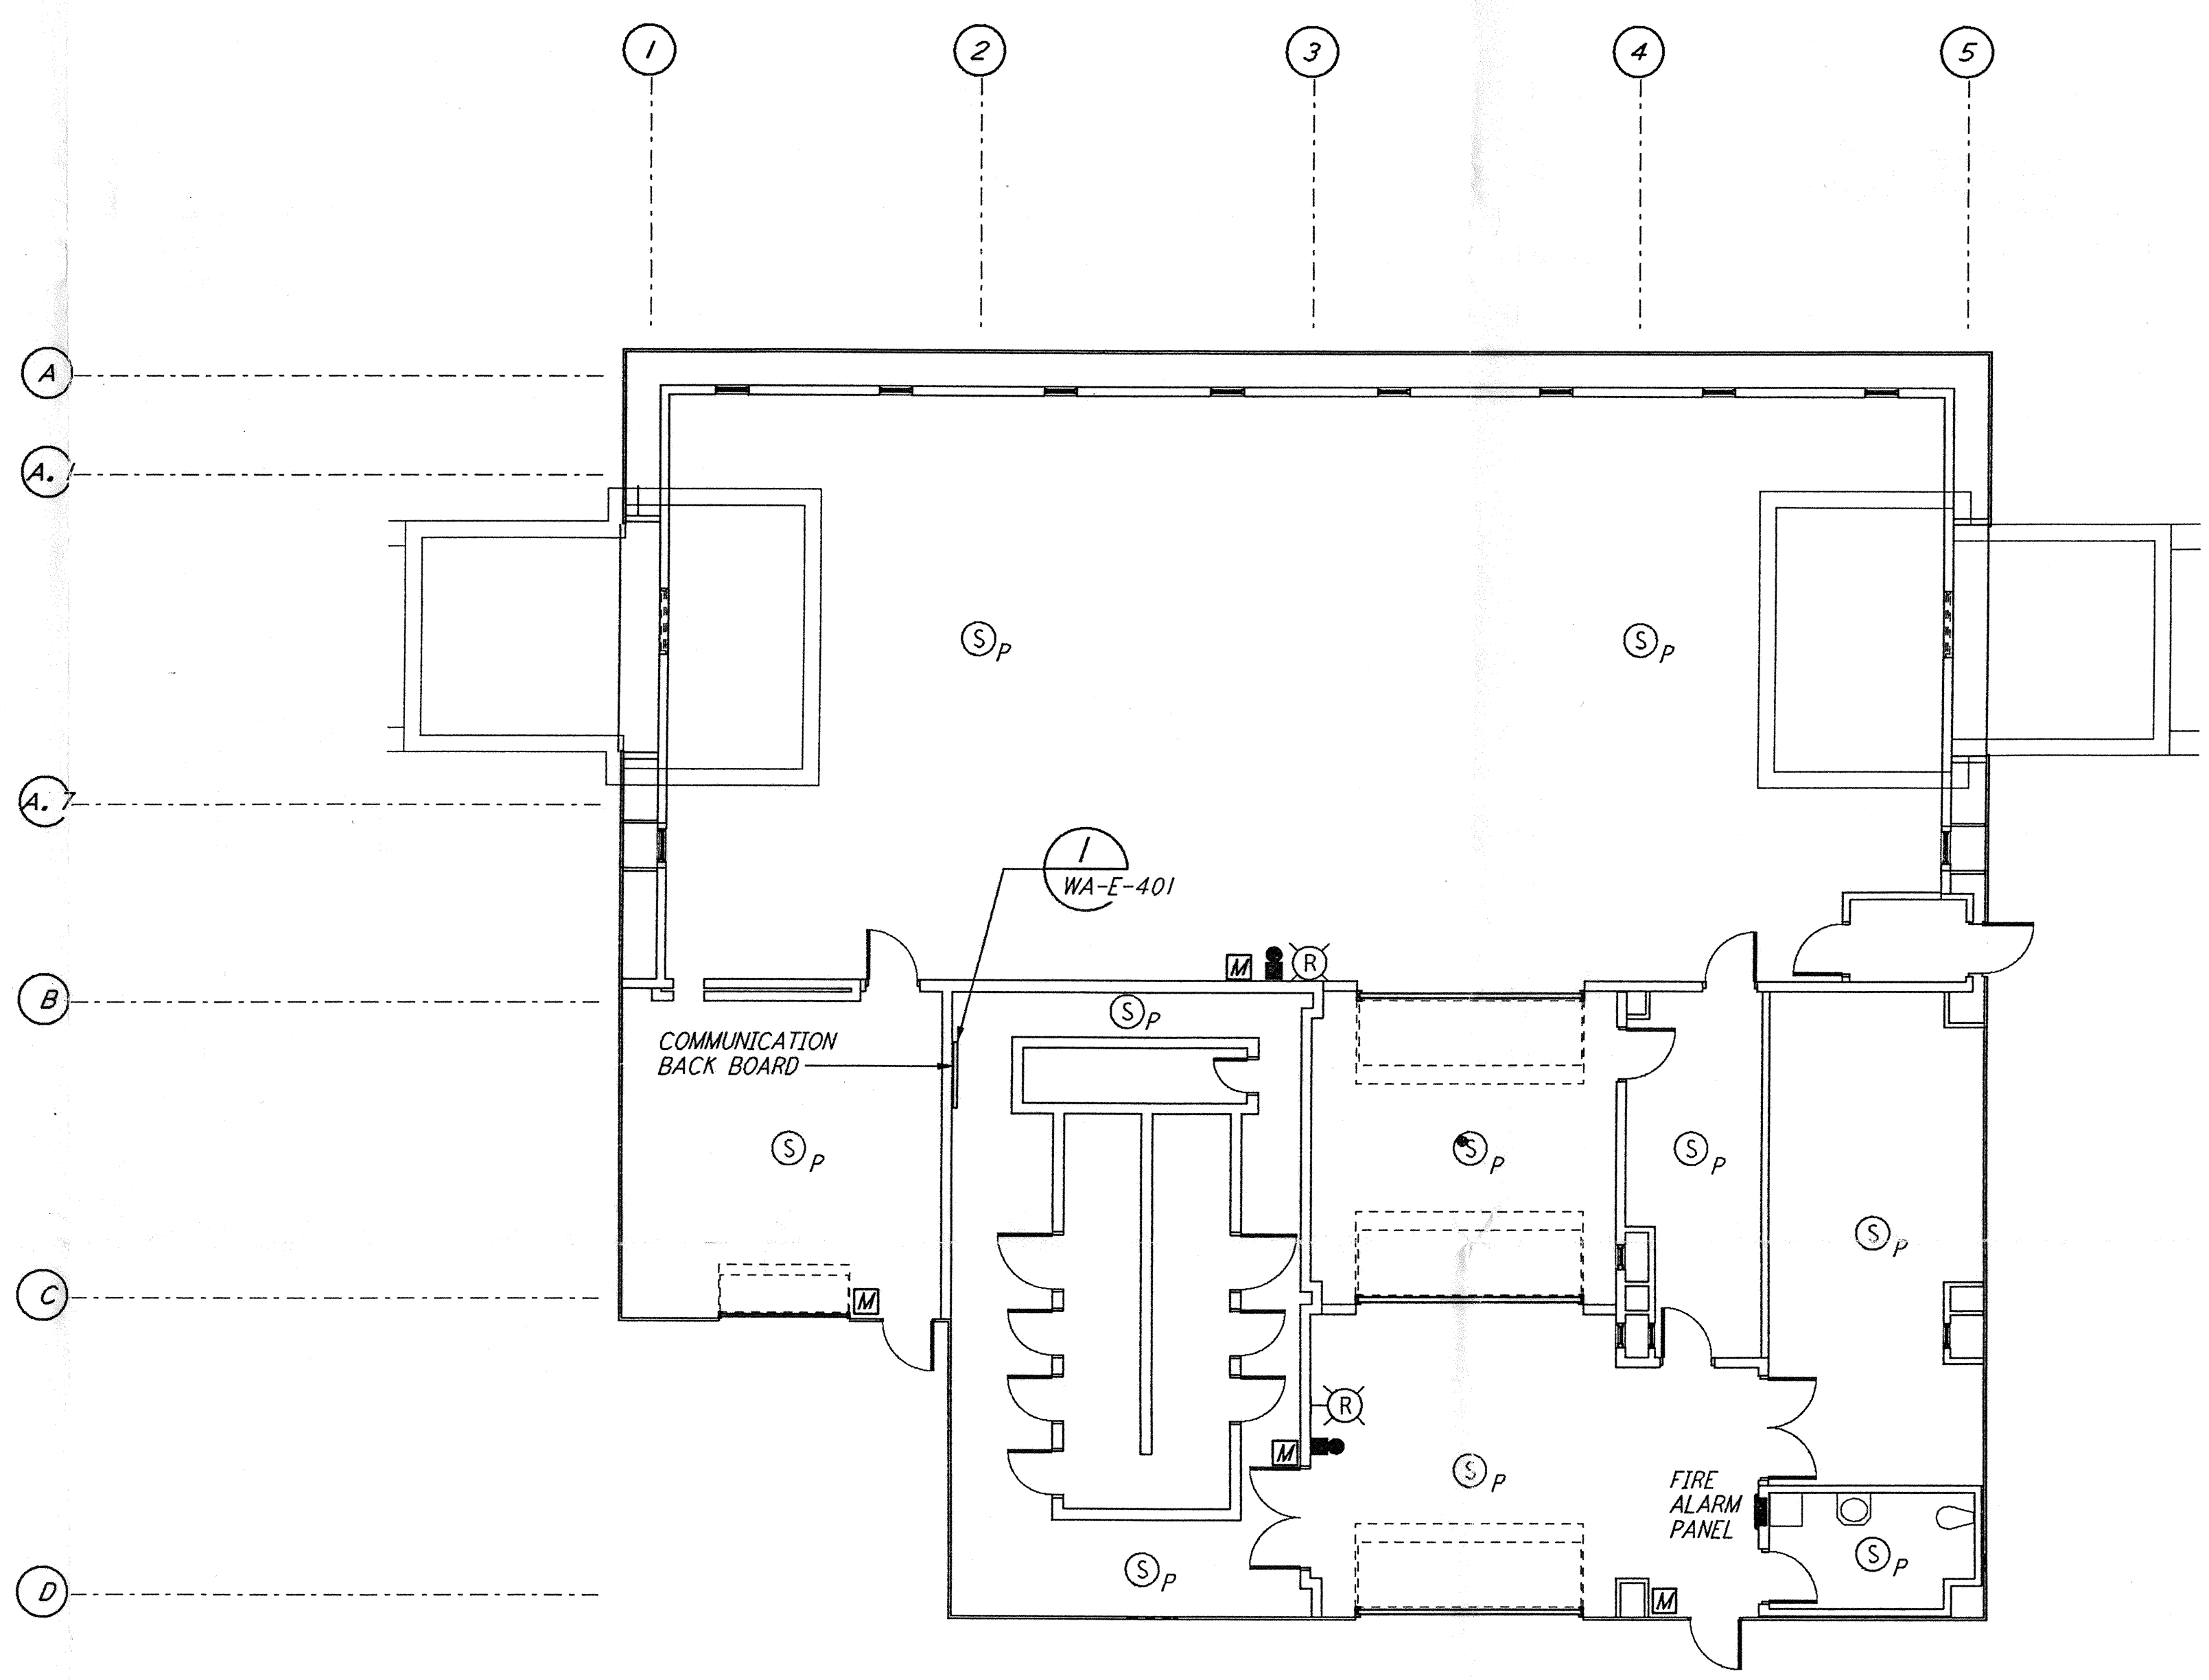 1 2 3 4 5
A
A.1
S P S P
A.7
1
WA-E-401
M R
B
S P
COMMUNICATION
BACK BOARD
S P S P S P
S P
C
M
R
M
S P
FIRE
ALARM
PANEL
S P
S P
D
M